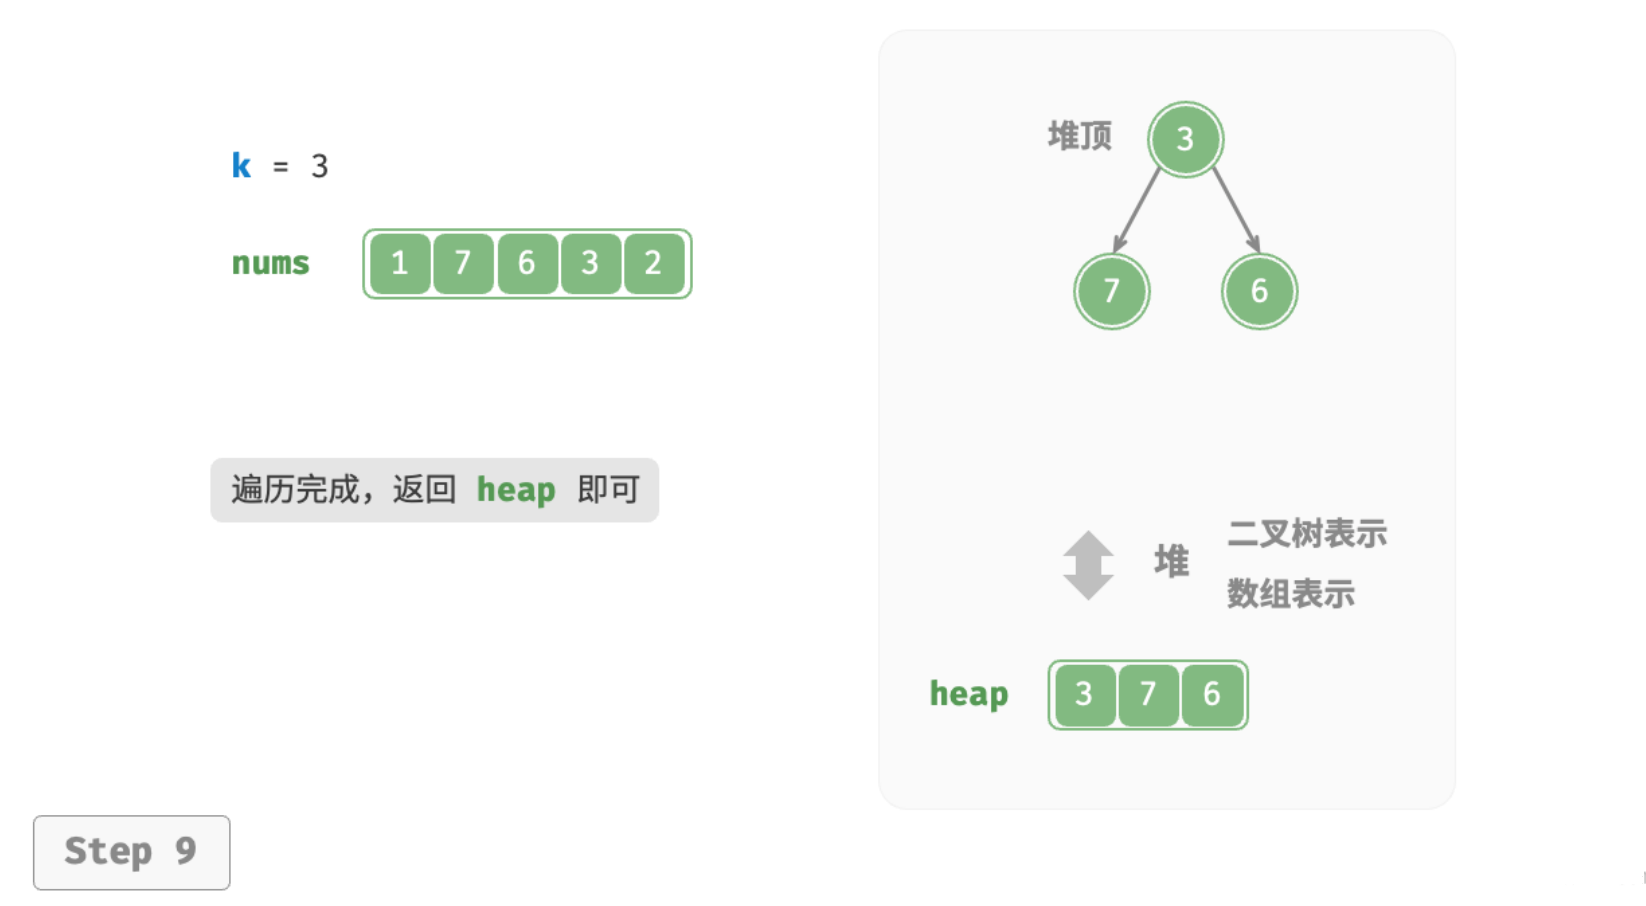 k = 3
nums 1 7 6 3 2
遍历完成，返回 heap 即可
堆顶 3
7 6
堆 二叉树表示
数组表示
heap 3 7 6
Step 9